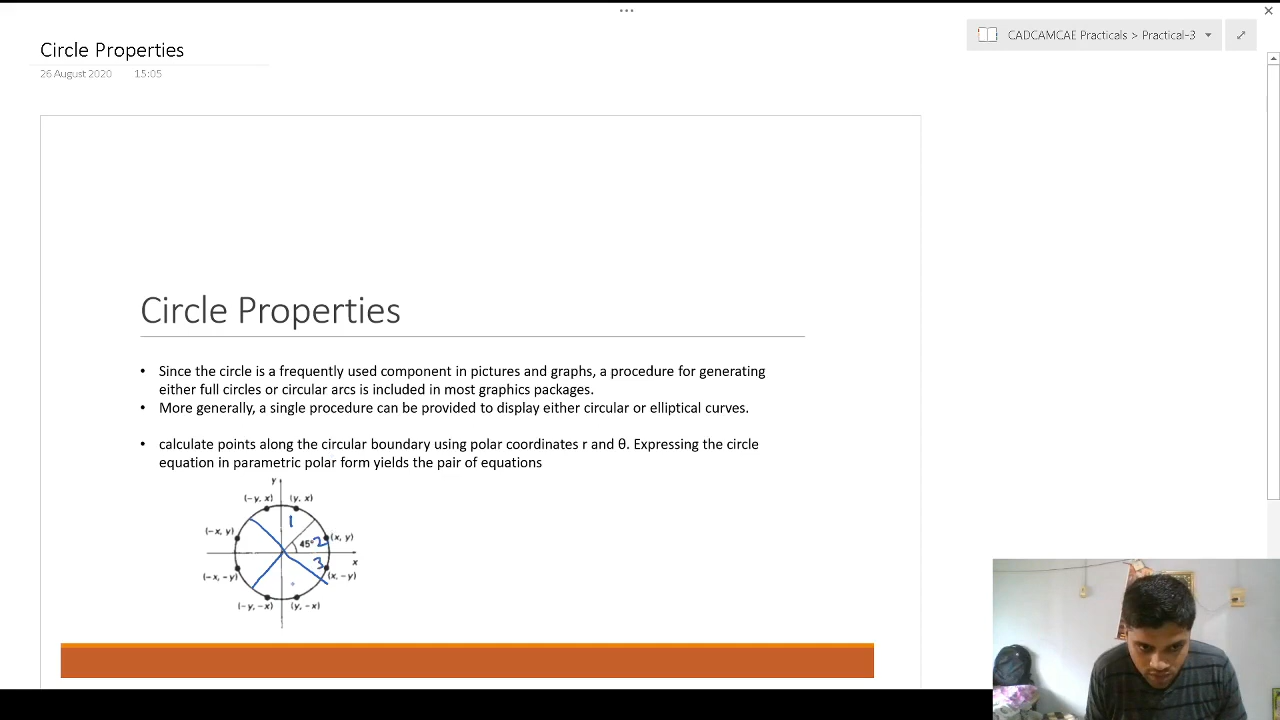 Circle Properties
CADCAMCAE Practicals > Practical-3
26 August 2020 15:05
Circle Properties
• Since the circle is a frequently used component in pictures and graphs, a procedure for generating
either full circles or circular arcs is included in most graphics packages.
• More generally, a single procedure can be provided to display either circular or elliptical curves.
• calculate points along the circular boundary using polar coordinates r and θ. Expressing the circle
equation in parametric polar form yields the pair of equations
y
(−y, x) (y, x)
1
(−x, y) 45° 2 (x, y)
x
3
(−x, −y) (x, −y)
(−y, −x) (y, −x)